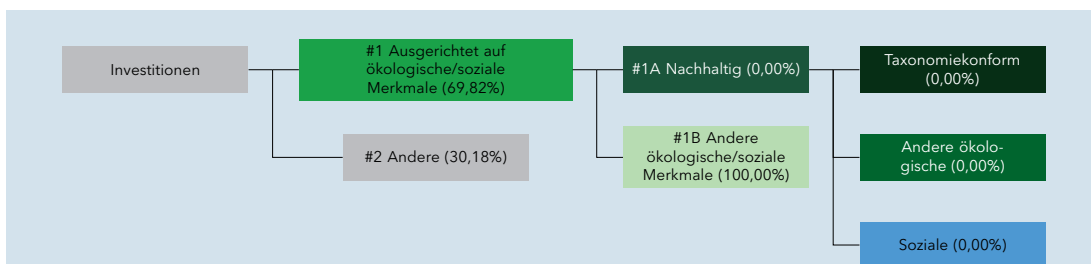 Investitionen
#1 Ausgerichtet auf
ökologische/soziale
Merkmale (69,82%)
#2 Andere (30,18%)
#1A Nachhaltig (0,00%)
#1B Andere
ökologische/soziale
Merkmale (100,00%)
Taxonomiekonform
(0,00%)
Andere ökolo-
gische (0,00%)
Soziale (0,00%)